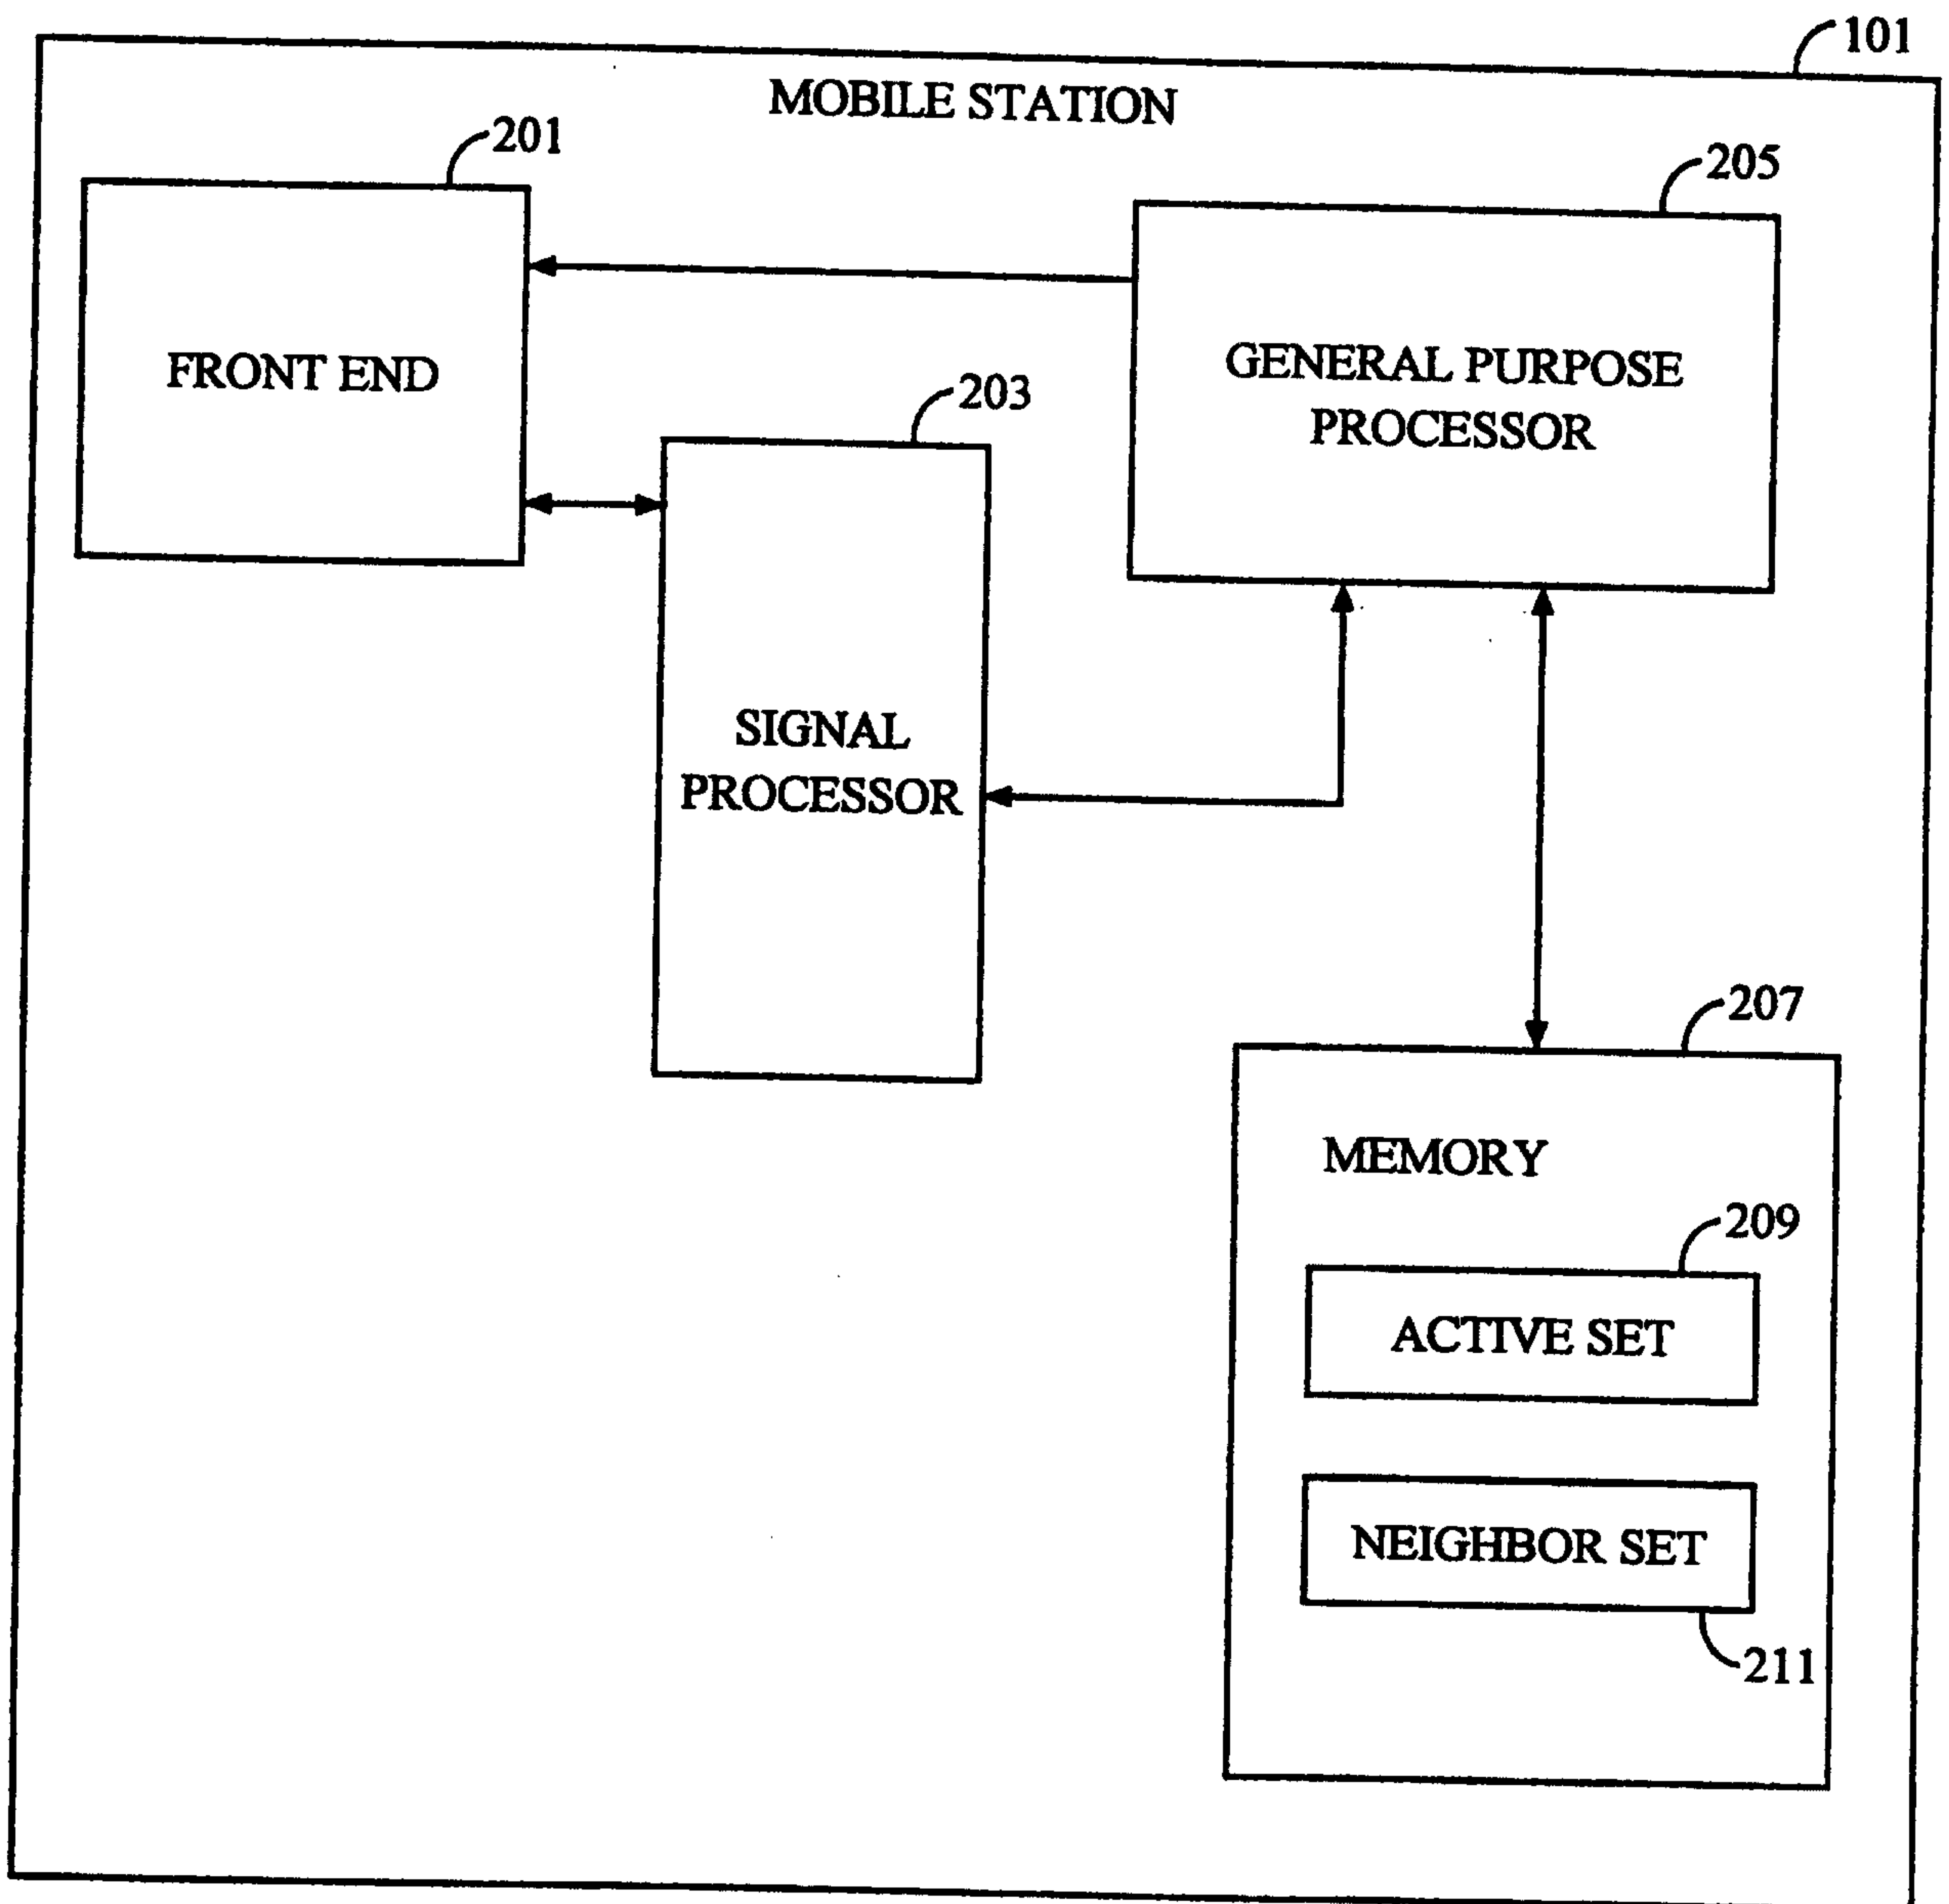 101
MOBILE STATION
201
205
FRONT END
GENERAL PURPOSE
PROCESSOR
203
SIGNAL
PROCESSOR
207
MEMORY
209
ACTIVE SET
NEIGHBOR SET
211